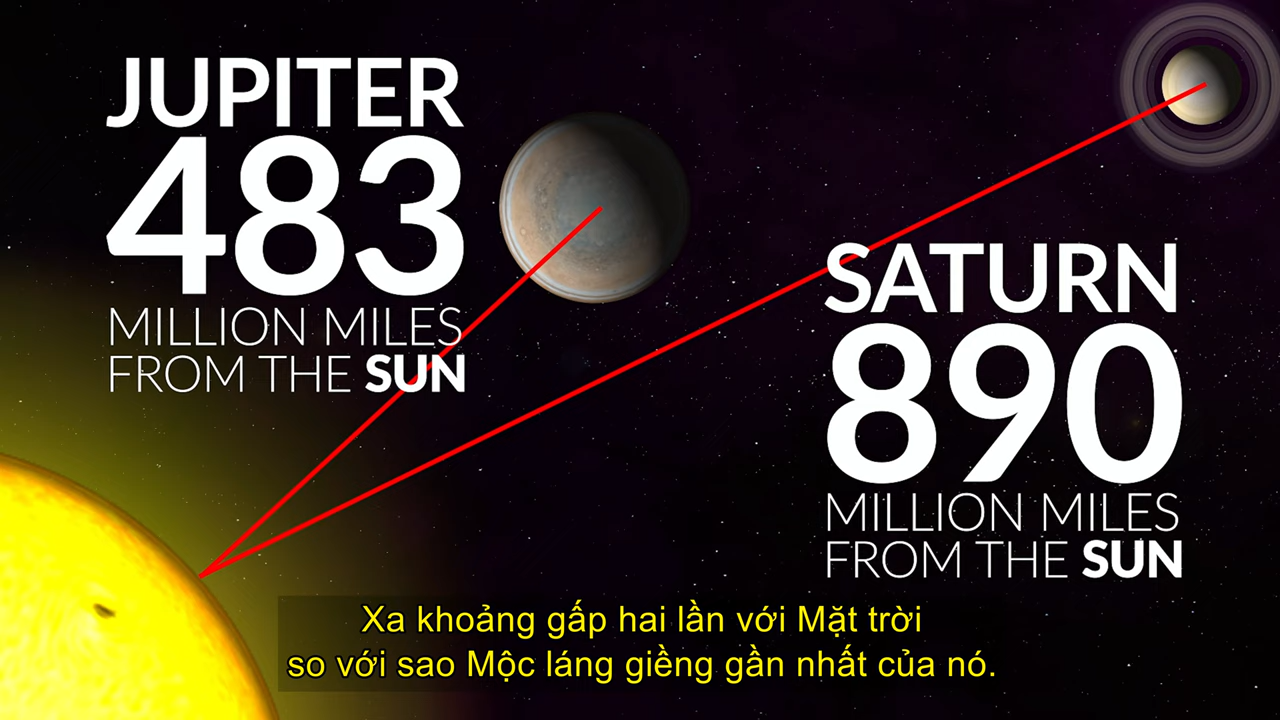 JUPITER
483
MILLION MILES
FROM THE SUN
SATURN
890
MILLION MILES
FROM THE SUN
Xa khoảng gấp hai lần với Mặt trời
so với sao Mộc láng giềng gần nhất của nó.